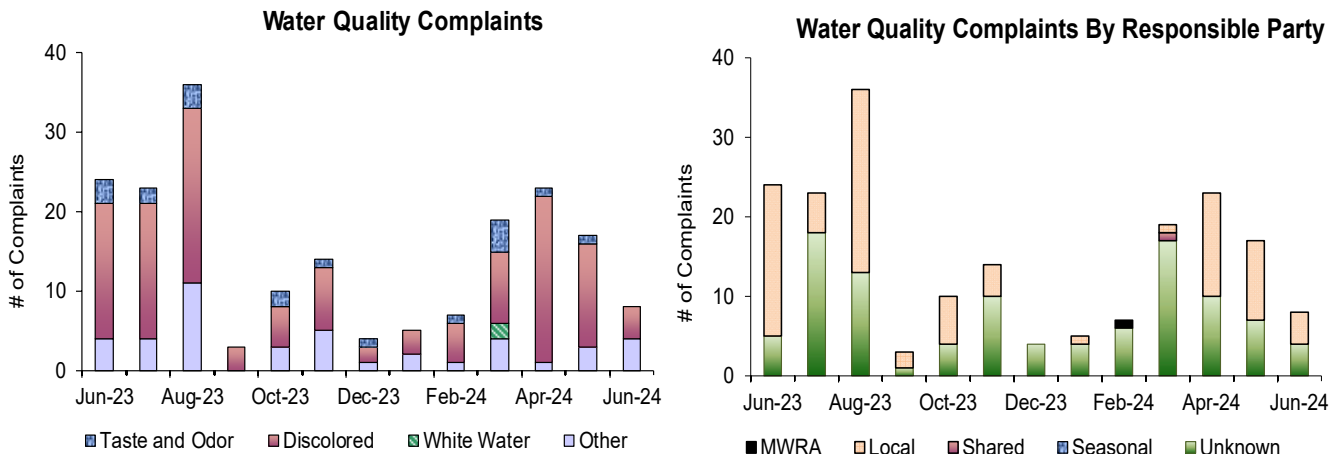 Water Quality Complaints
40
30
20
10
0
# of Complaints
Jun-23 Aug-23 Oct-23 Dec-23 Feb-24 Apr-24 Jun-24
Taste and Odor Discolored White Water Other
Water Quality Complaints By Responsible Party
40
30
20
10
0
# of Complaints
Jun-23 Aug-23 Oct-23 Dec-23 Feb-24 Apr-24 Jun-24
MWRA Local Shared Seasonal Unknown